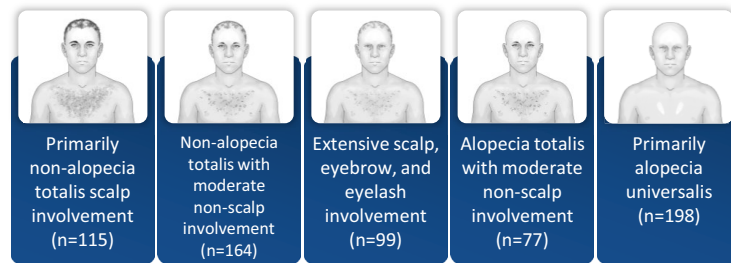 Primarily
non-alopecia
totalis scalp
involvement
(n=115)
Non-alopecia
totalis with
moderate
non-scalp
involvement
(n=164)
Extensive scalp,
eyebrow, and
eyelash
involvement
(n=99)
Alopecia totalis
with moderate
non-scalp
involvement
(n=77)
Primarily
alopecia
universalis
(n=198)